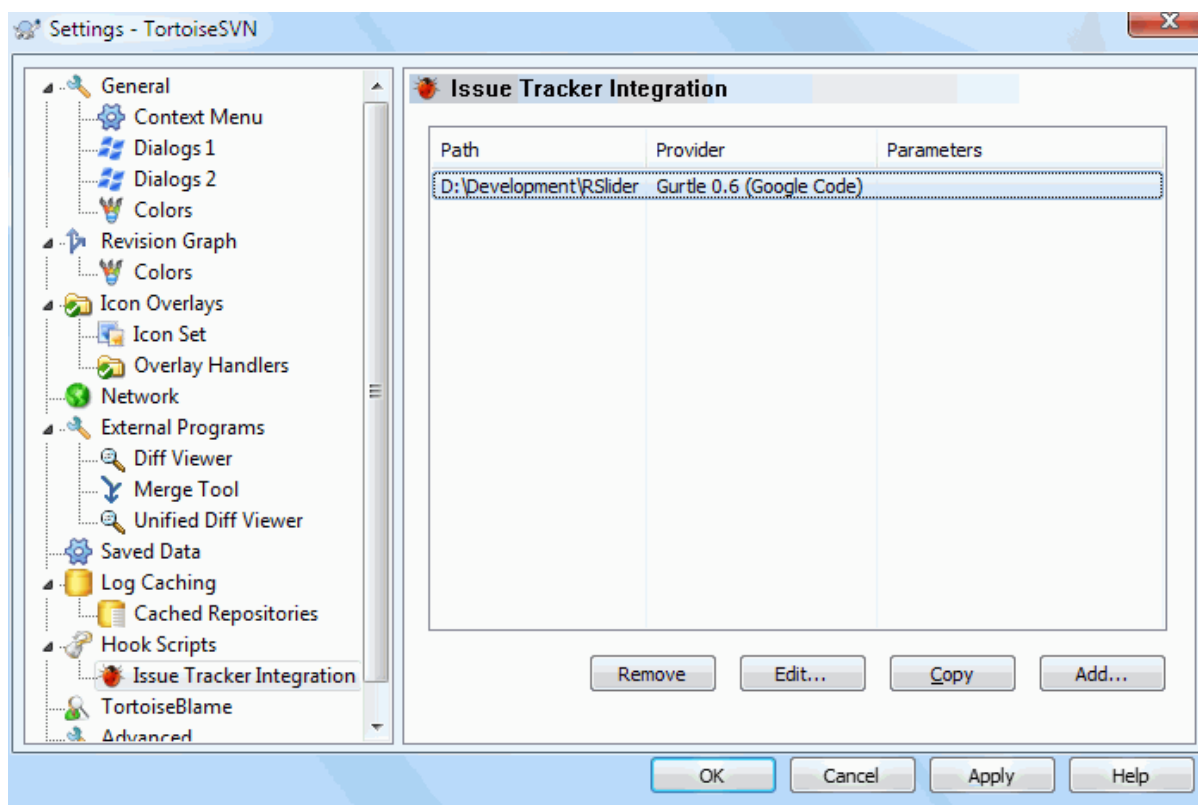 Settings - TortoiseSVN
General
Context Menu
Dialogs 1
Dialogs 2
Colors
Revision Graph
Colors
Icon Overlays
Icon Set
Overlay Handlers
Network
External Programs
Diff Viewer
Merge Tool
Unified Diff Viewer
Saved Data
Log Caching
Cached Repositories
Hook Scripts
Issue Tracker Integration
TortoiseBlame
Advanced
Issue Tracker Integration
Path Provider Parameters
D:\Development\RSlider Gurtle 0.6 (Google Code)
Remove Edit... Copy Add...
OK Cancel Apply Help